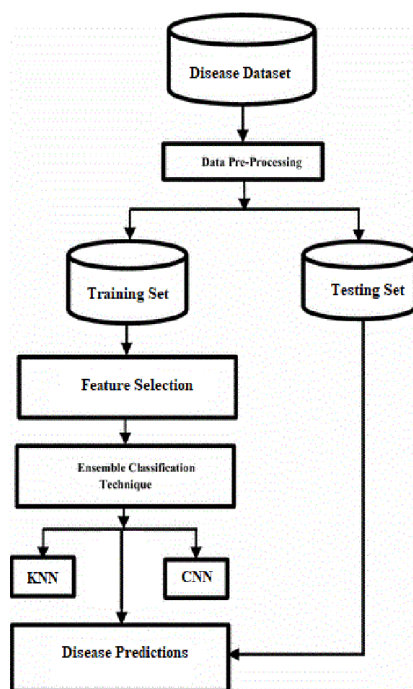 Disease Dataset
Data Pre-Processing
Training Set
Testing Set
Feature Selection
Ensemble Classification
Technique
KNN
CNN
Disease Predictions